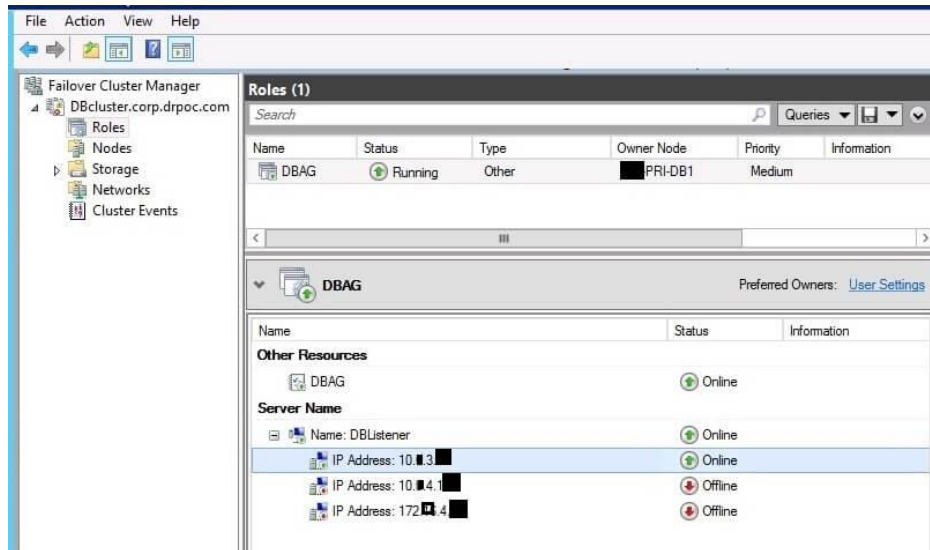 File Action View Help
Failover Cluster Manager
DBcluster.corp.drpoc.com
Roles
Nodes
Storage
Networks
Cluster Events
Roles (1)
Search
Queries
Name Status Type Owner Node Priority Information
DBAG Running Other PRI-DB1 Medium
DBAG Preferred Owners: User Settings
Name Status Information
Other Resources
DBAG Online
Server Name
Name: DBListener Online
IP Address: 10. .3. Online
IP Address: 10. .4.1 Offline
IP Address: 172. .4. Offline